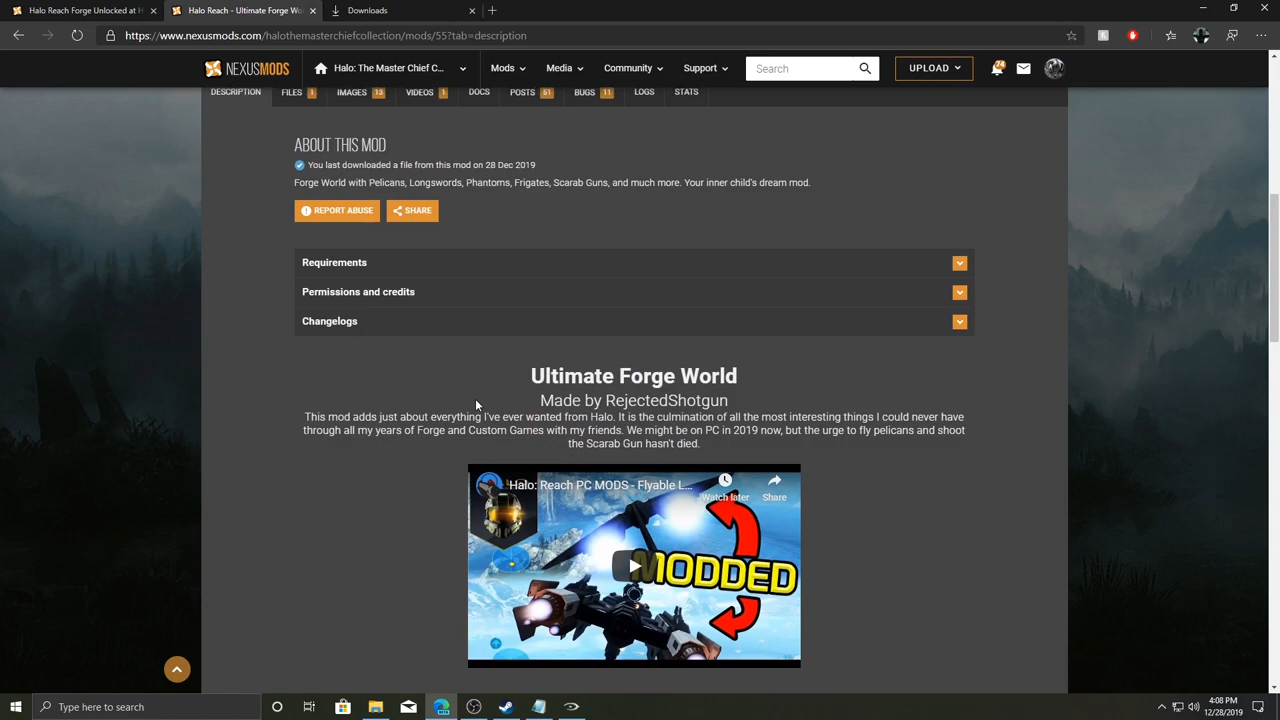 Halo Reach Forge Unlocked at H
Halo Reach - Ultimate Forge Wo
Downloads
https://www.nexusmods.com/halothemasterchiefcollection/mods/55?tab=description
NEXUSMODS
Halo: The Master Chief C...
Mods
Media
Community
Support
Search
UPLOAD
74
DESCRIPTION
FILES 1
IMAGES 13
VIDEOS 1
DOCS
POSTS 51
BUGS 11
LOGS
STATS
ABOUT THIS MOD
You last downloaded a file from this mod on 28 Dec 2019
Forge World with Pelicans, Longswords, Phantoms, Frigates, Scarab Guns, and much more. Your inner child's dream mod.
REPORT ABUSE
SHARE
Requirements
Permissions and credits
Changelogs
Ultimate Forge World
Made by RejectedShotgun
This mod adds just about everything I've ever wanted from Halo. It is the culmination of all the most interesting things I could never have
through all my years of Forge and Custom Games with my friends. We might be on PC in 2019 now, but the urge to fly pelicans and shoot
the Scarab Gun hasn't died.
Halo: Reach PC MODS - Flyable L...
Watch later
Share
MODDED
Type here to search
4:08 PM
12/28/2019